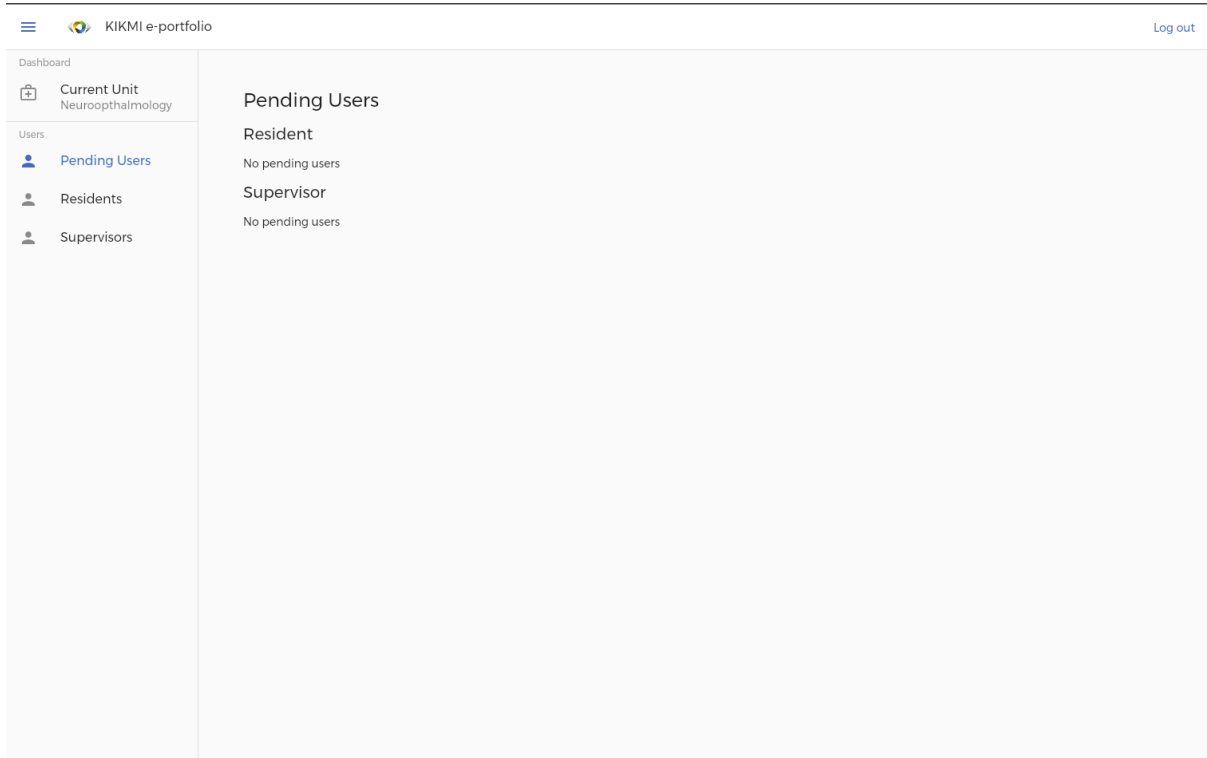 KIKMI e-portfolio
Log out
Dashboard
Current Unit
Neuroopthalmology
Users
Pending Users
Residents
Supervisors
Pending Users
Resident
No pending users
Supervisor
No pending users